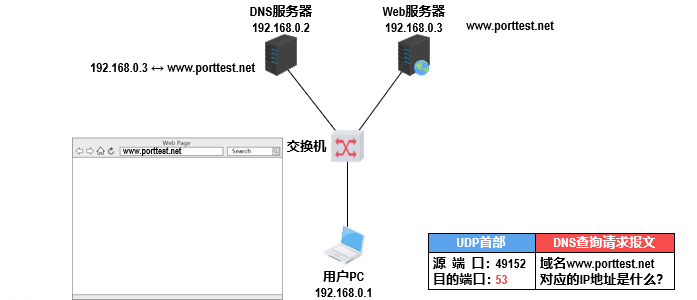 DNS服务器
192.168.0.2
Web服务器
192.168.0.3
www.porttest.net
192.168.0.3 ↔ www.porttest.net
交换机
Web Page
www.porttest.net
Search
用户PC
192.168.0.1
UDP首部
DNS查询请求报文
源 端 口：49152
目的端口：53
域名www.porttest.net
对应的IP地址是什么？